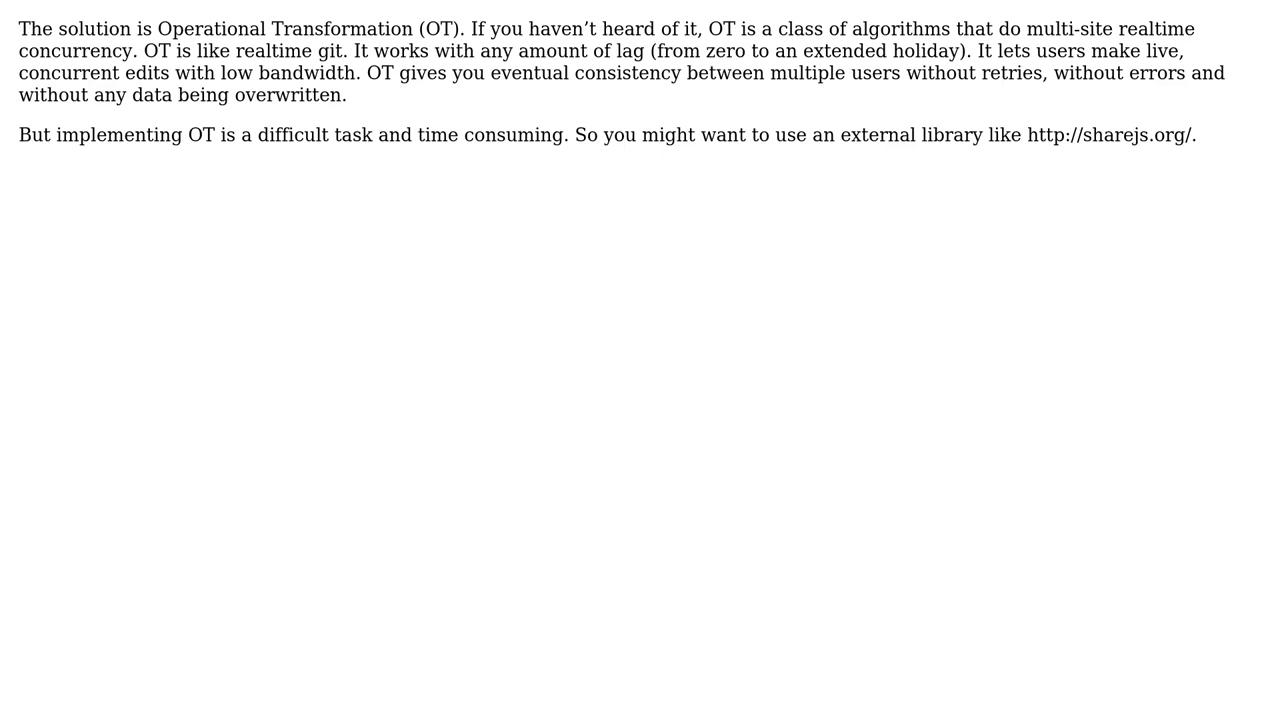 The solution is Operational Transformation (OT). If you haven’t heard of it, OT is a class of algorithms that do multi-site realtime
concurrency. OT is like realtime git. It works with any amount of lag (from zero to an extended holiday). It lets users make live,
concurrent edits with low bandwidth. OT gives you eventual consistency between multiple users without retries, without errors and
without any data being overwritten.
But implementing OT is a difficult task and time consuming. So you might want to use an external library like http://sharejs.org/.